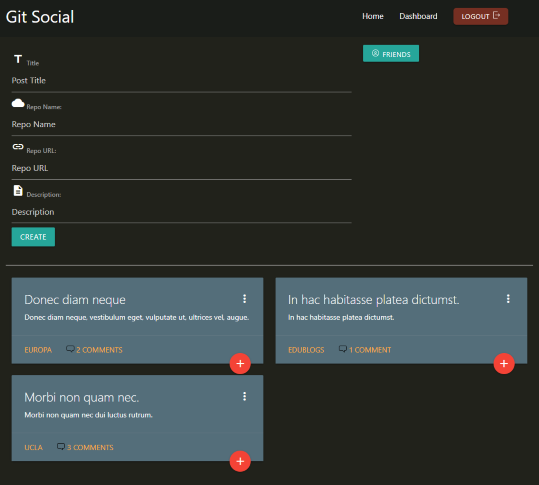 Git Social
Home Dashboard LOGOUT
FRIENDS
Title
Post Title
Repo Name:
Repo Name
Repo URL:
Repo URL
Description:
Description
CREATE
Donec diam neque
Donec diam neque, vestibulum eget, vulputate ut, ultrices vel, augue.
EUROPA 2 COMMENTS
+
In hac habitasse platea dictumst.
In hac habitasse platea dictumst.
EDUBLOGS 1 COMMENT
+
Morbi non quam nec.
Morbi non quam nec dui luctus rutrum.
UCLA 3 COMMENTS
+